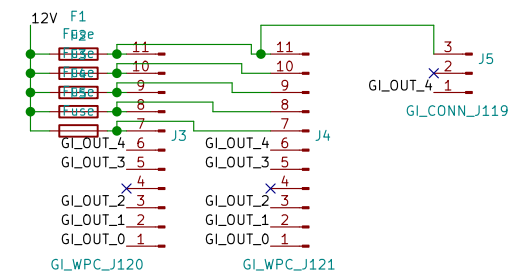 12V
F1
Fuse
Fuse
Fuse
Fuse
11
10
9
8
7
6
5
4
3
2
1
J3
GI_OUT_4
GI_OUT_3
GI_OUT_2
GI_OUT_1
GI_OUT_0
GI_WPC_J120
11
10
9
8
7
6
5
4
3
2
1
J4
GI_OUT_4
GI_OUT_3
GI_OUT_2
GI_OUT_1
GI_OUT_0
GI_WPC_J121
3
2
1
J5
GI_OUT_4
GI_CONN_J119